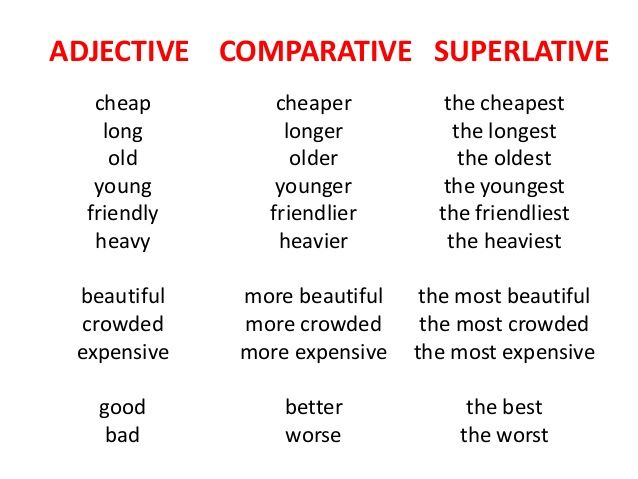 ADJECTIVE COMPARATIVE SUPERLATIVE
cheap cheaper the cheapest
long longer the longest
old older the oldest
young younger the youngest
friendly friendlier the friendliest
heavy heavier the heaviest
beautiful more beautiful the most beautiful
crowded more crowded the most crowded
expensive more expensive the most expensive
good better the best
bad worse the worst